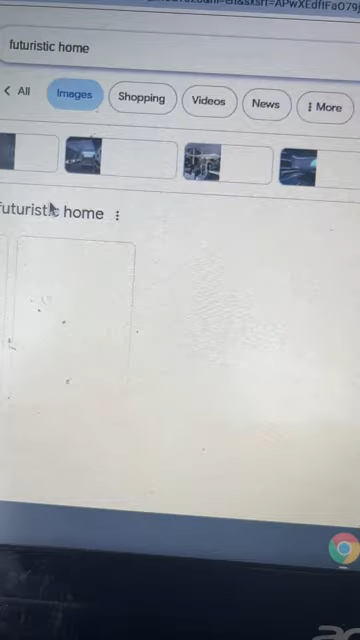 futuristic home
All
Images
Shopping
Videos
News
More
futuristic home